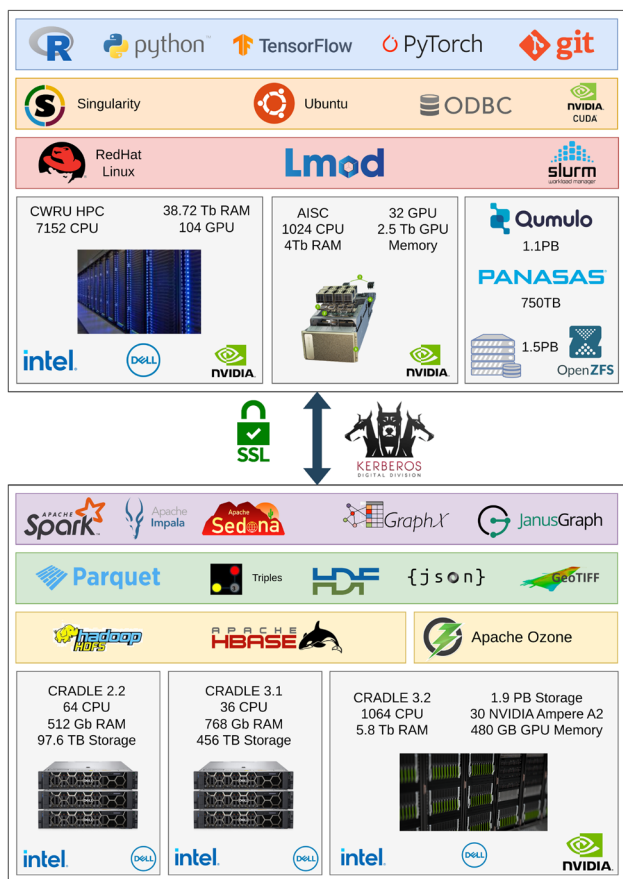 R
python™
TensorFlow
PyTorch
git
S
Singularity
Ubuntu
ODBC
NVIDIA.
CUDA
RedHat
Linux
Lmod
slurm
workload manager
CWRU HPC
7152 CPU
38.72 Tb RAM
104 GPU
intel.
DELL
NVIDIA.
AISC
1024 CPU
4Tb RAM
32 GPU
2.5 Tb GPU
Memory
NVIDIA.
Qumulo
1.1PB
PANASAS
750TB
1.5PB
OpenZFS
SSL
KERBEROS
DIGITAL DIVISION
APACHE
Spark™
Apache
Impala
Apache
Sedona
GraphX
JanusGraph
Parquet
Triples
HDF
{json}
GeoTIFF
hadoop
HDFS
APACHE
HBASE
Apache Ozone
CRADLE 2.2
64 CPU
512 Gb RAM
97.6 TB Storage
intel.
DELL
CRADLE 3.1
36 CPU
768 Gb RAM
456 TB Storage
intel.
DELL
CRADLE 3.2
1064 CPU
5.8 Tb RAM
1.9 PB Storage
30 NVIDIA Ampere A2
480 GB GPU Memory
intel.
DELL
NVIDIA.